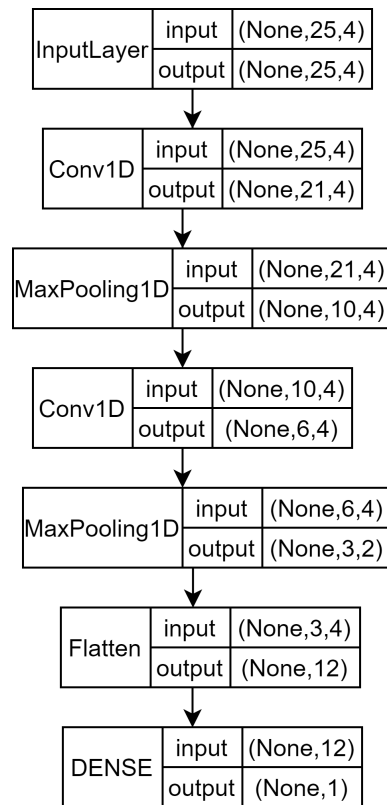 InputLayer
input (None,25,4)
output (None,25,4)
Conv1D
input (None,25,4)
output (None,21,4)
MaxPooling1D
input (None,21,4)
output (None,10,4)
Conv1D
input (None,10,4)
output (None,6,4)
MaxPooling1D
input (None,6,4)
output (None,3,2)
Flatten
input (None,3,4)
output (None,12)
DENSE
input (None,12)
output (None,1)